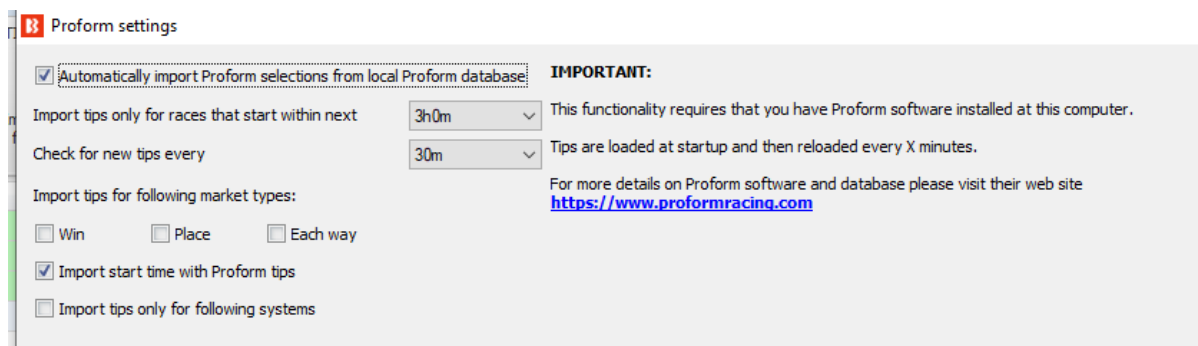 Proform settings
Automatically import Proform selections from local Proform database
IMPORTANT:
Import tips only for races that start within next 3h0m
This functionality requires that you have Proform software installed at this computer.
Check for new tips every 30m
Tips are loaded at startup and then reloaded every X minutes.
Import tips for following market types:
For more details on Proform software and database please visit their web site
https://www.proformracing.com
Win Place Each way
Import start time with Proform tips
Import tips only for following systems